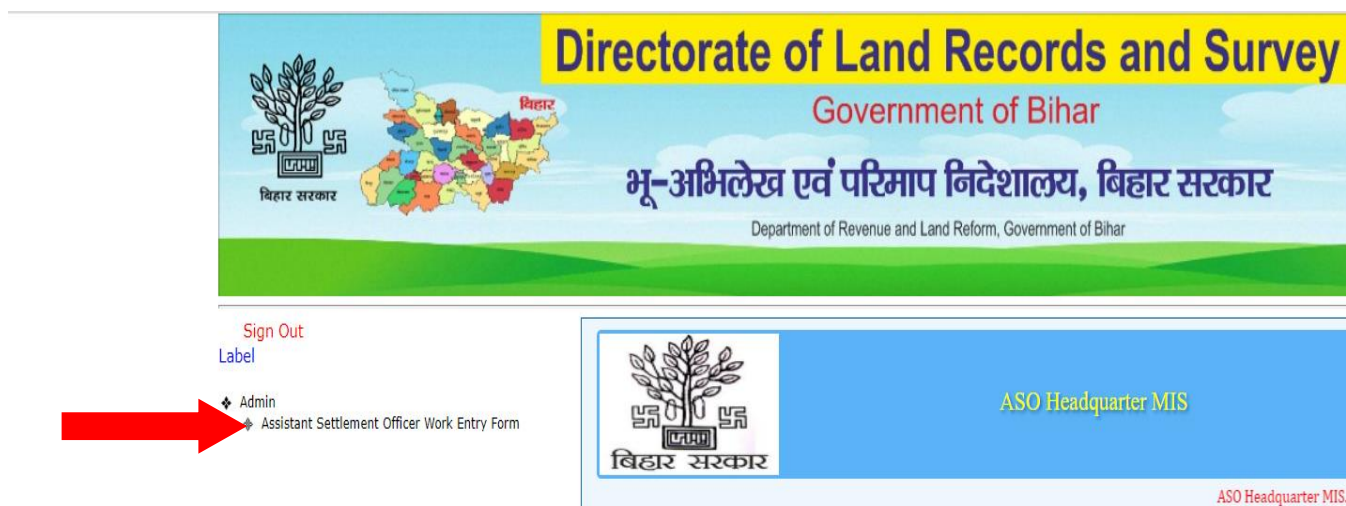 Directorate of Land Records and Survey
Government of Bihar
बिहार
भू-अभिलेख एवं परिमाप निदेशालय, बिहार सरकार
बिहार सरकार
Department of Revenue and Land Reform, Government of Bihar
Sign Out
Label
Admin
Assistant Settlement Officer Work Entry Form
ASO Headquarter MIS
बिहार सरकार
ASO Headquarter MIS